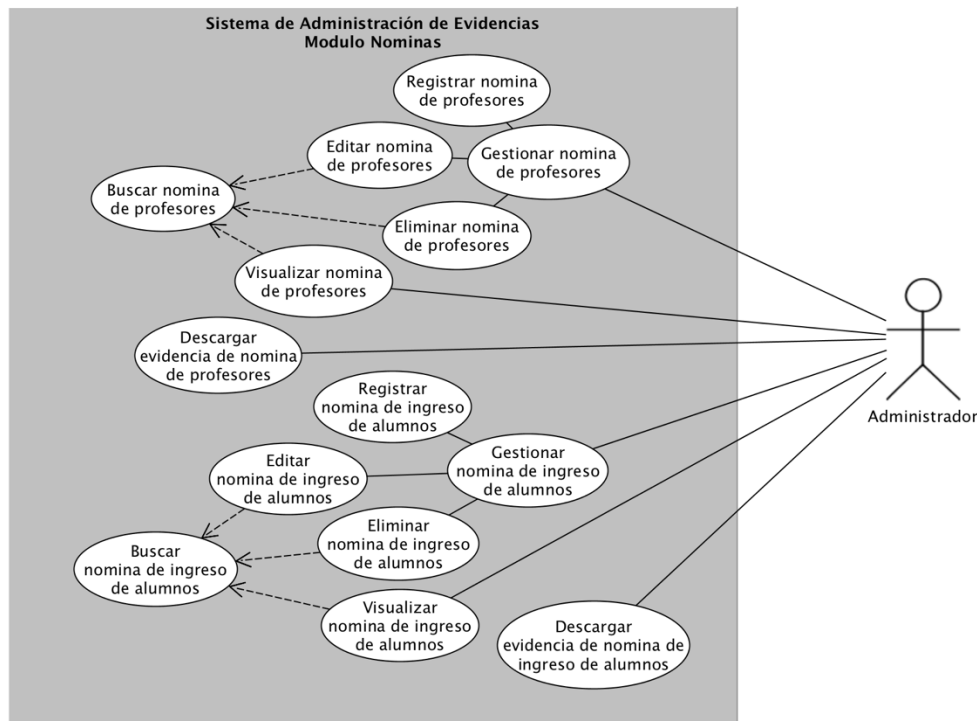 Sistema de Administración de Evidencias
Modulo Nominas
Registrar nomina
de profesores
Editar nomina
de profesores
Gestionar nomina
de profesores
Buscar nomina
de profesores
Eliminar nomina
de profesores
Visualizar nomina
de profesores
Descargar
evidencia de nomina
de profesores
Registrar
nomina de ingreso
de alumnos
Administrador
Editar
nomina de ingreso
de alumnos
Gestionar
nomina de ingreso
de alumnos
Eliminar
nomina de ingreso
de alumnos
Buscar
nomina de ingreso
de alumnos
Visualizar
nomina de ingreso
de alumnos
Descargar
evidencia de nomina de
ingreso de alumnos